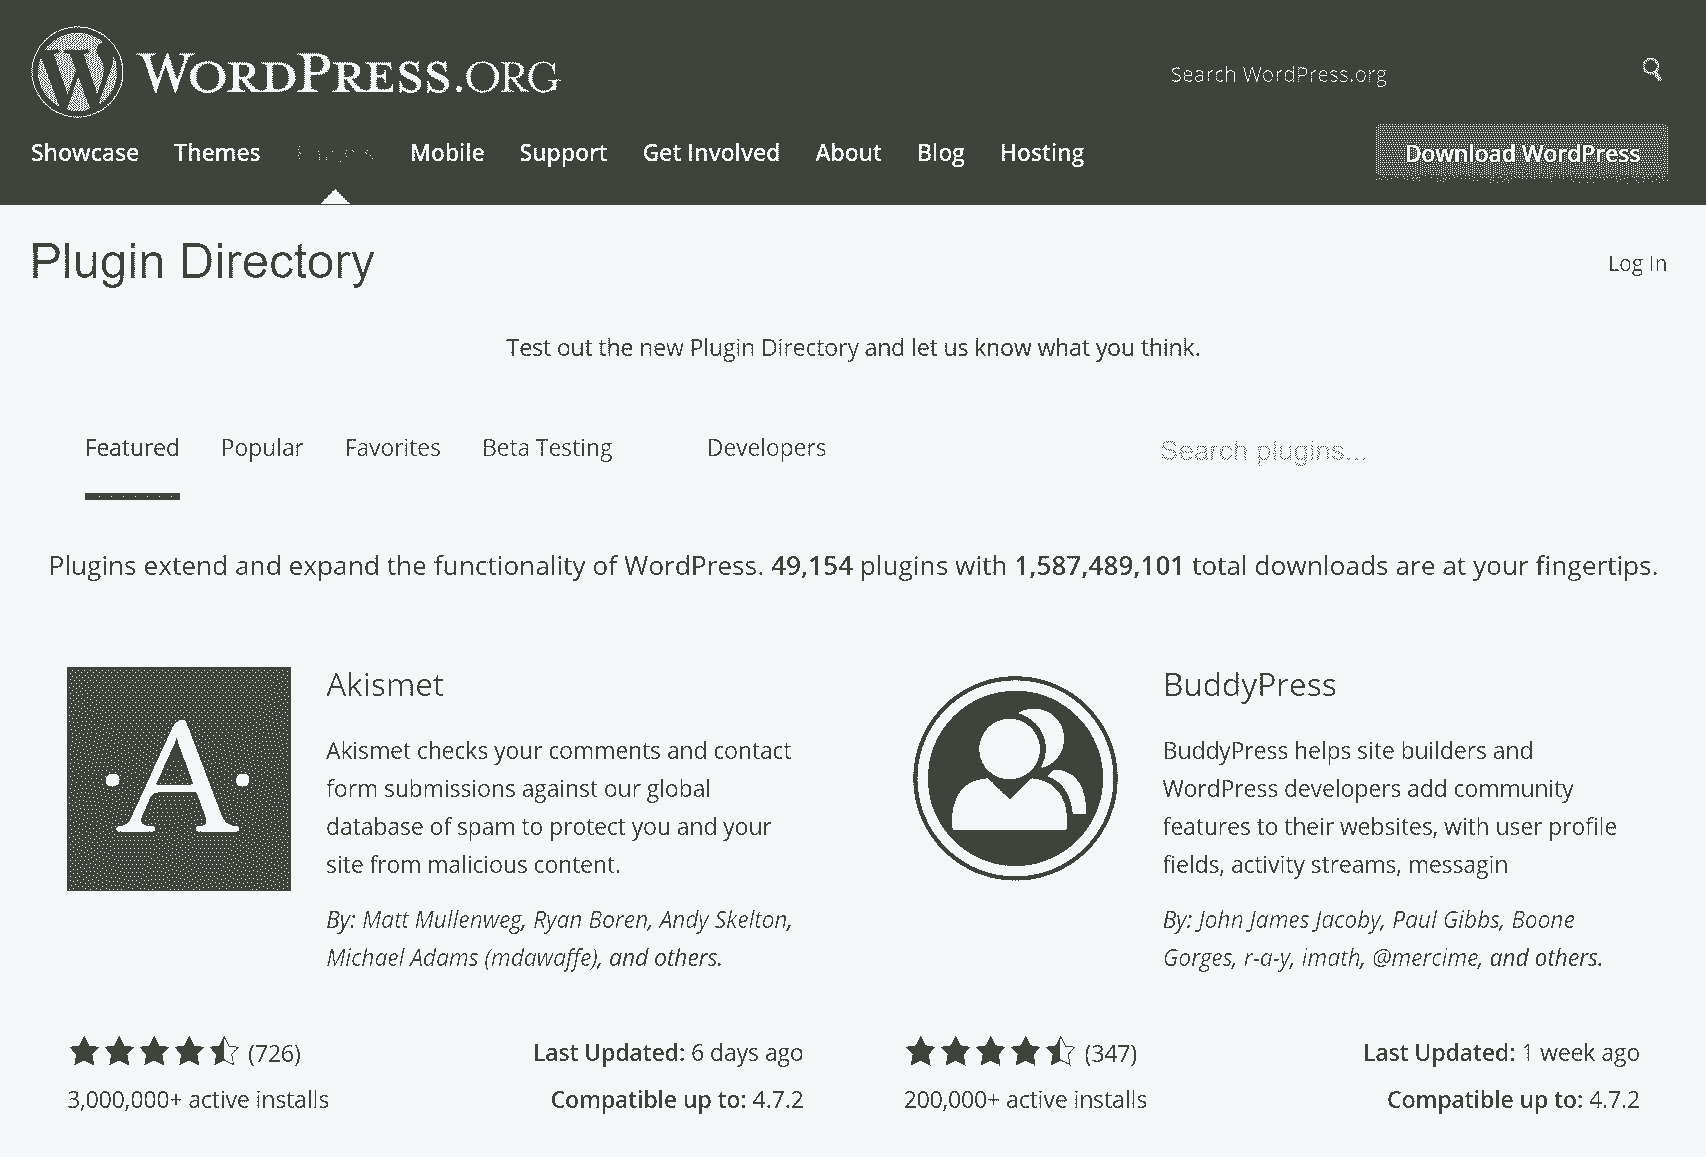 WORDPRESS.ORG
Search WordPress.org
Showcase Themes Mobile Support Get Involved About Blog Hosting Download WordPress
Plugin Directory
Log In
Test out the new Plugin Directory and let us know what you think.
Featured Popular Favorites Beta Testing Developers
Search plugins...
Plugins extend and expand the functionality of WordPress. 49,154 plugins with 1,587,489,101 total downloads are at your fingertips.
Akismet
Akismet checks your comments and contact
form submissions against our global
database of spam to protect you and your
site from malicious content.
By: Matt Mullenweg, Ryan Boren, Andy Skelton,
Michael Adams (mdawaffe), and others.
(726)
Last Updated: 6 days ago
3,000,000+ active installs
Compatible up to: 4.7.2
BuddyPress
BuddyPress helps site builders and
WordPress developers add community
features to their websites, with user profile
fields, activity streams, messagin
By: John James Jacoby, Paul Gibbs, Boone
Gorges, r-a-y, imath, @mercime, and others.
(347)
Last Updated: 1 week ago
200,000+ active installs
Compatible up to: 4.7.2